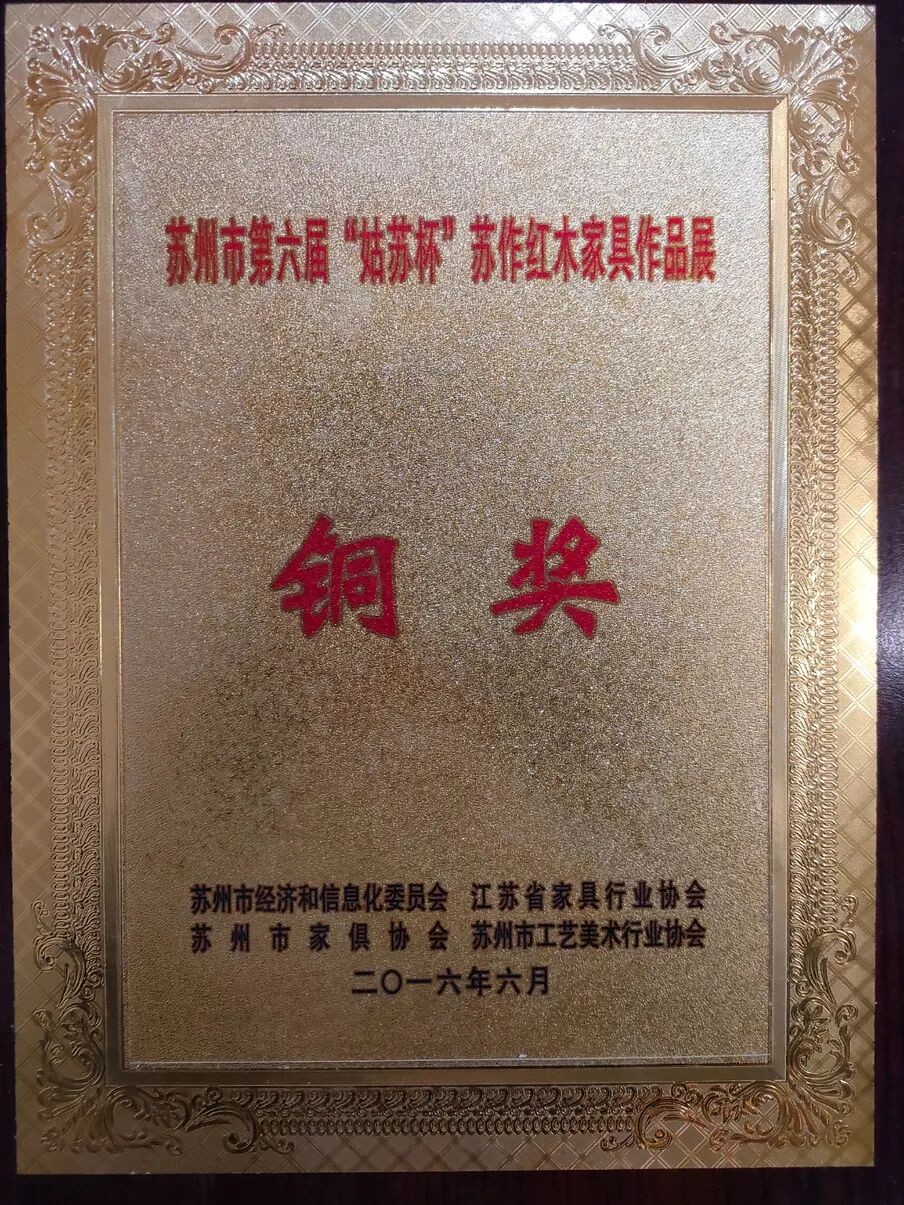 苏州市第六届“姑苏杯”苏作红木家具作品展
铜奖
苏州市经济和信息化委员会 江苏省家具行业协会
苏州市家俱协会 苏州市工艺美术行业协会
二〇一六年六月